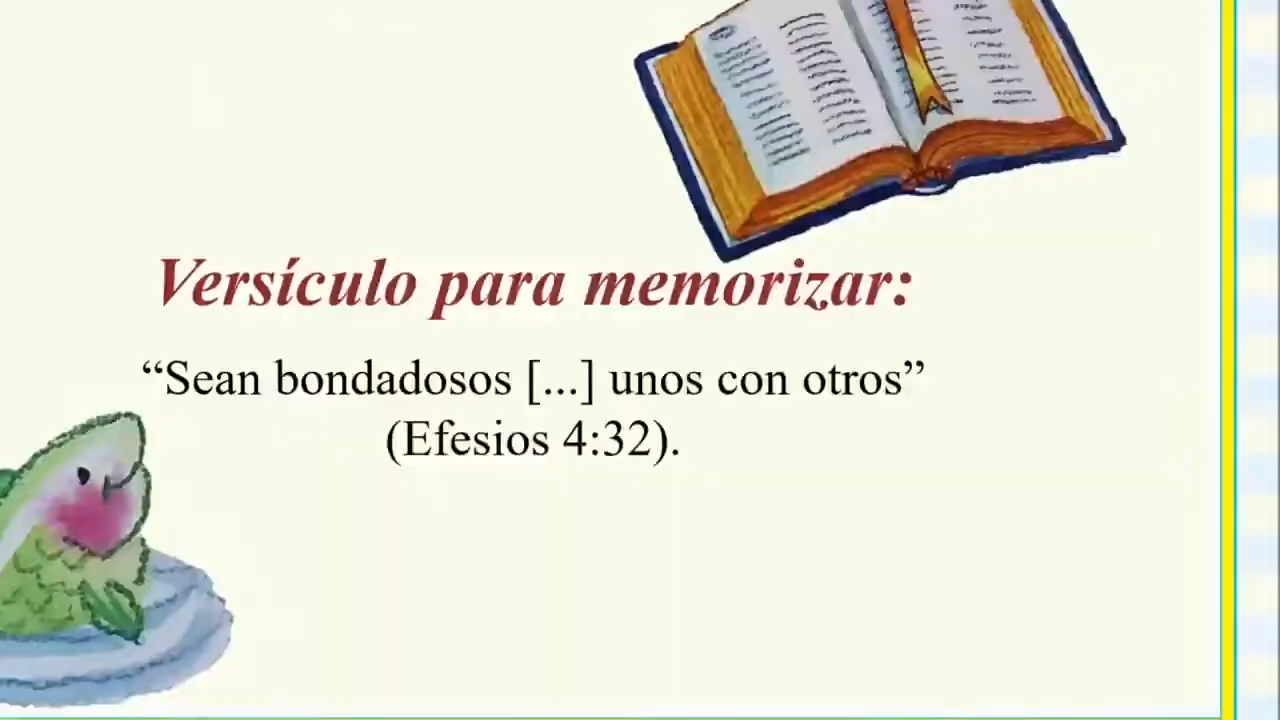 Versículo para memorizar:
“Sean bondadosos [...] unos con otros”
(Efesios 4:32).